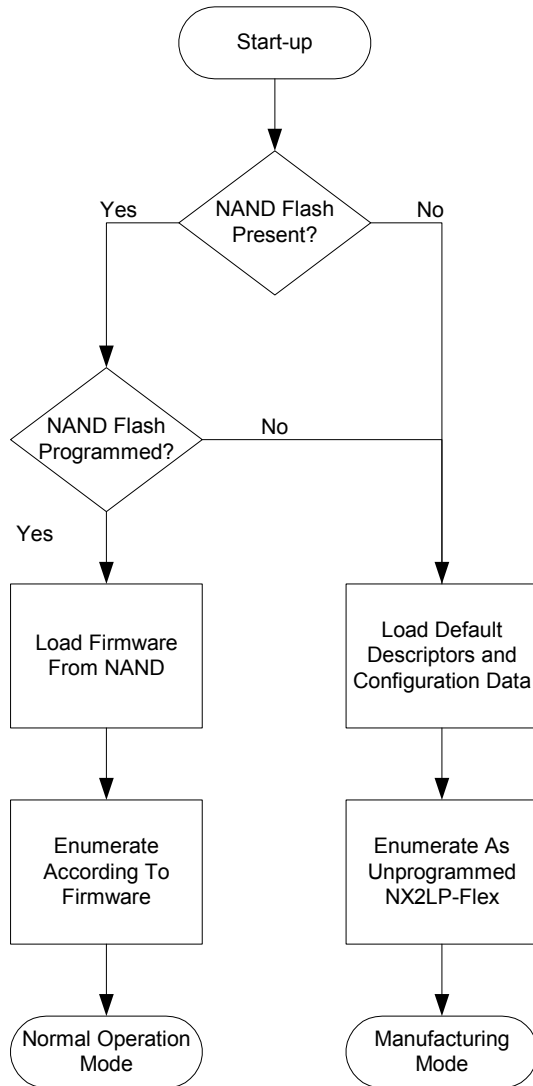 Start-up
NAND Flash
Present?
Yes
No
NAND Flash
Programmed?
No
Yes
Load Firmware
From NAND
Load Default
Descriptors and
Configuration Data
Enumerate
According To
Firmware
Enumerate As
Unprogrammed
NX2LP-Flex
Normal Operation
Mode
Manufacturing
Mode